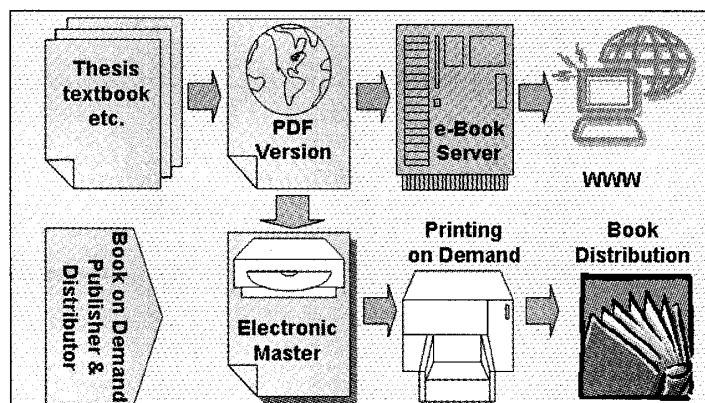 Thesis
textbook
etc.
PDF
Version
e-Book
Server
WWW
Book on Demand
Publisher &
Distributor
Electronic
Master
Printing
on Demand
Book
Distribution